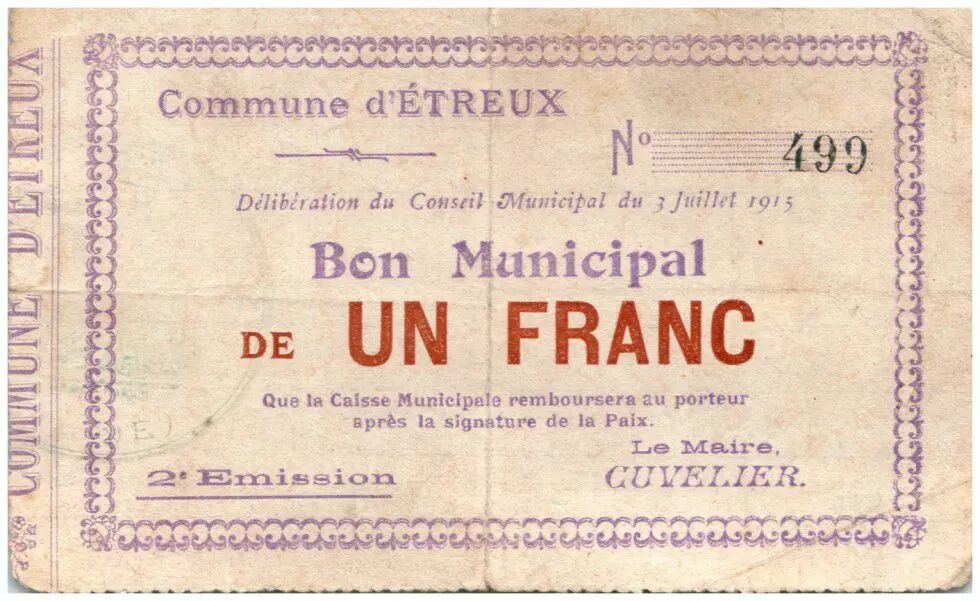 COMMUNE D'ÉTREUX
Commune d'ÉTREUX
Nº 499
Délibération du Conseil Municipal du 3 Juillet 1915
Bon Municipal
DE UN FRANC
Que la Caisse Municipale remboursera au porteur
après la signature de la Paix.
Le Maire,
CUVELIER.
2e Emission